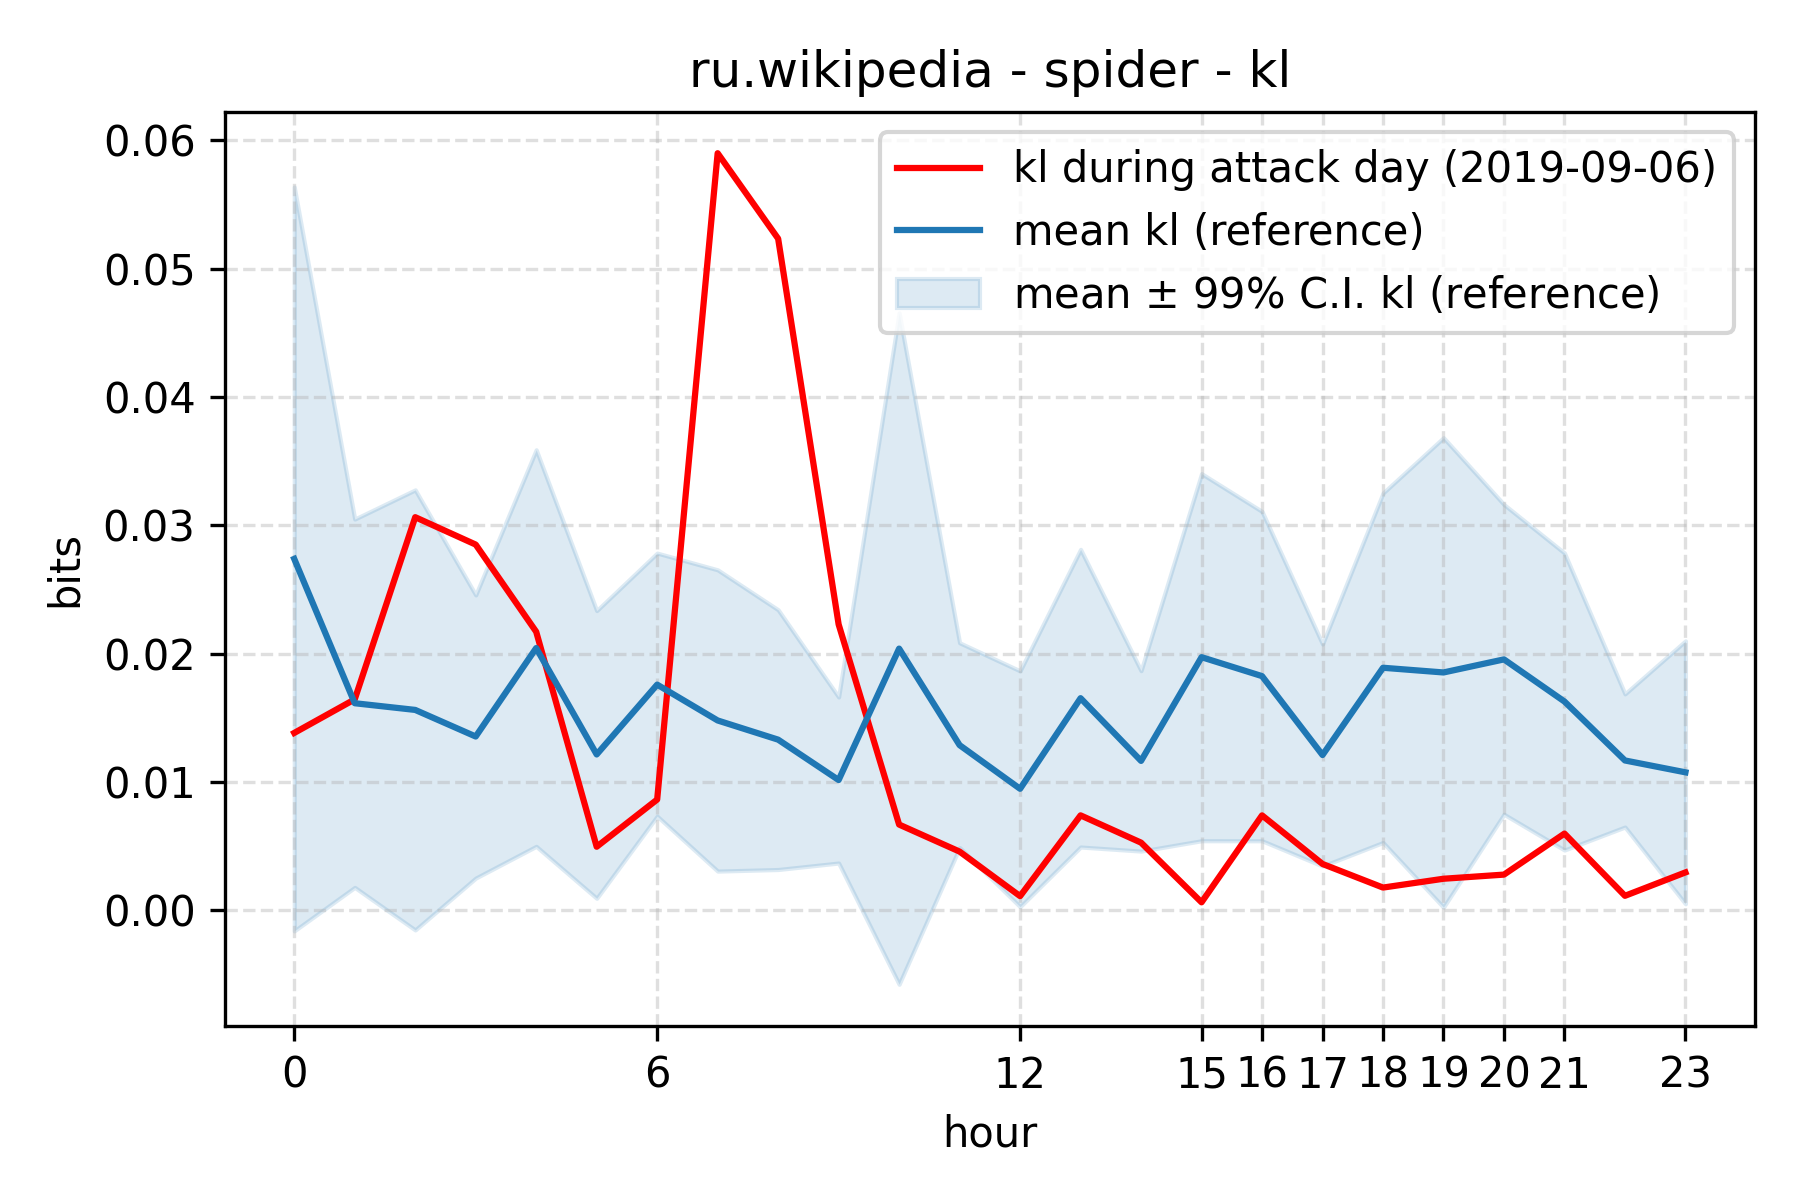 ru.wikipedia - spider - kl
kl during attack day (2019-09-06)
mean kl (reference)
mean ± 99% C.I. kl (reference)
0.06
0.05
0.04
0.03
0.02
0.01
0.00
bits
0 6 12 15 16 17 18 19 20 21 23
hour